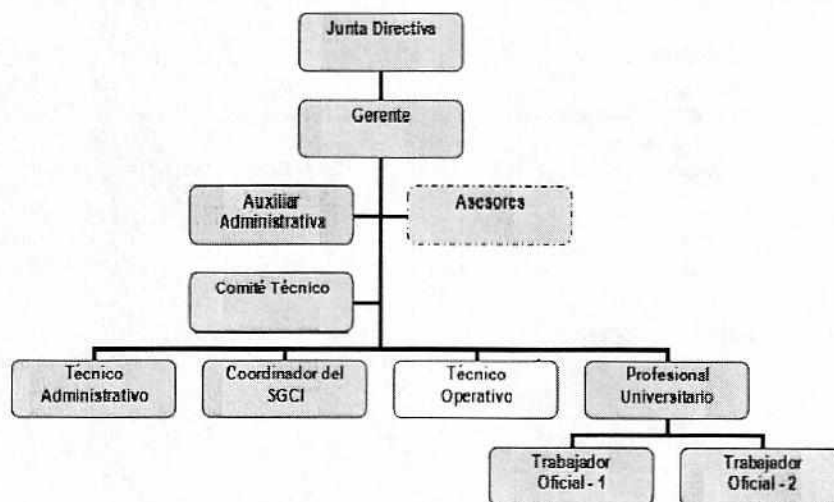 Junta Directiva
Gerente
Auxiliar
Administrativa
Asesores
Comité Técnico
Técnico
Administrativo
Coordinador del
SGCI
Técnico
Operativo
Profesional
Universitario
Trabajador
Oficial - 1
Trabajador
Oficial - 2